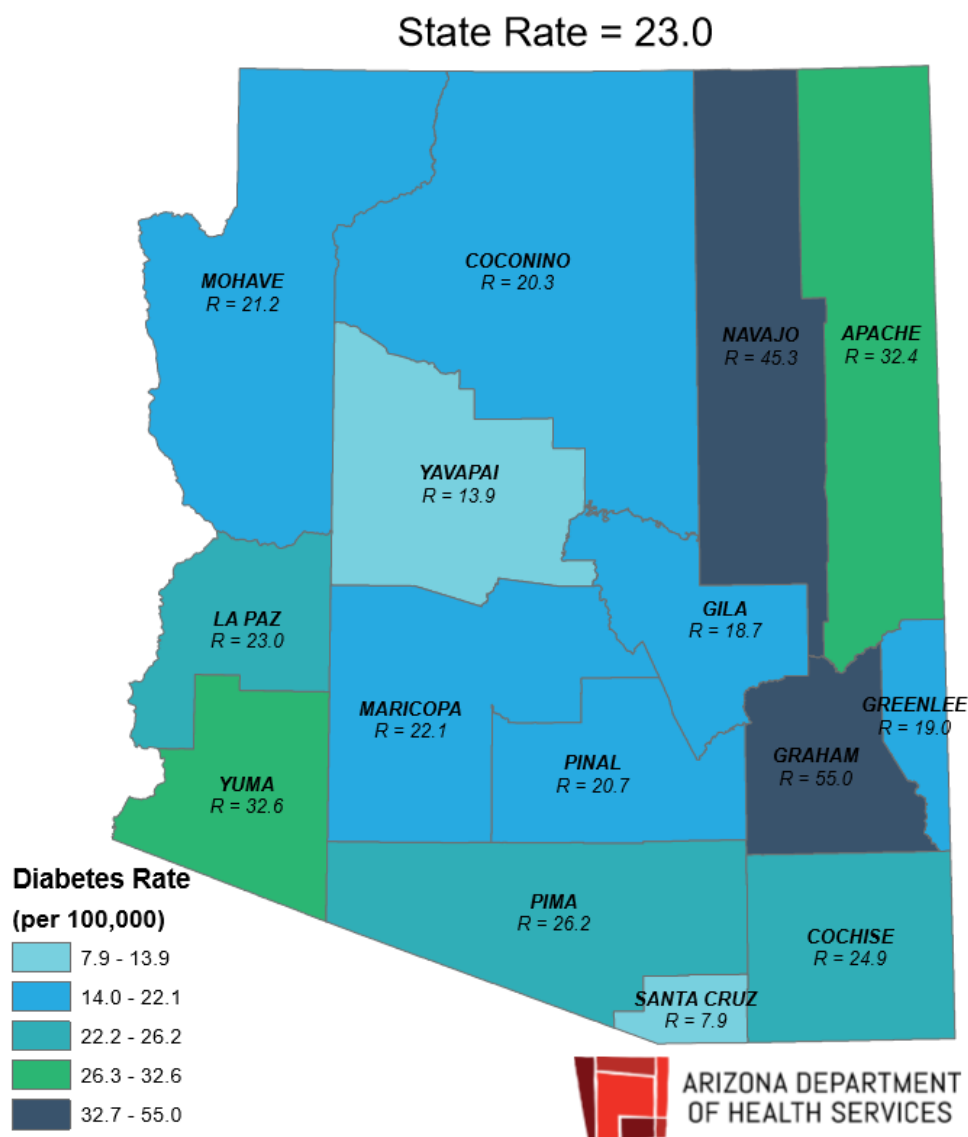 State Rate = 23.0
MOHAVE
R = 21.2
COCONINO
R = 20.3
NAVAJO
R = 45.3
APACHE
R = 32.4
YAVAPAI
R = 13.9
LA PAZ
R = 23.0
GILA
R = 18.7
MARICOPA
R = 22.1
GREENLEE
R = 19.0
PINAL
R = 20.7
GRAHAM
R = 55.0
YUMA
R = 32.6
PIMA
R = 26.2
COCHISE
R = 24.9
SANTA CRUZ
R = 7.9
Diabetes Rate
(per 100,000)
7.9 - 13.9
14.0 - 22.1
22.2 - 26.2
26.3 - 32.6
32.7 - 55.0
ARIZONA DEPARTMENT
OF HEALTH SERVICES